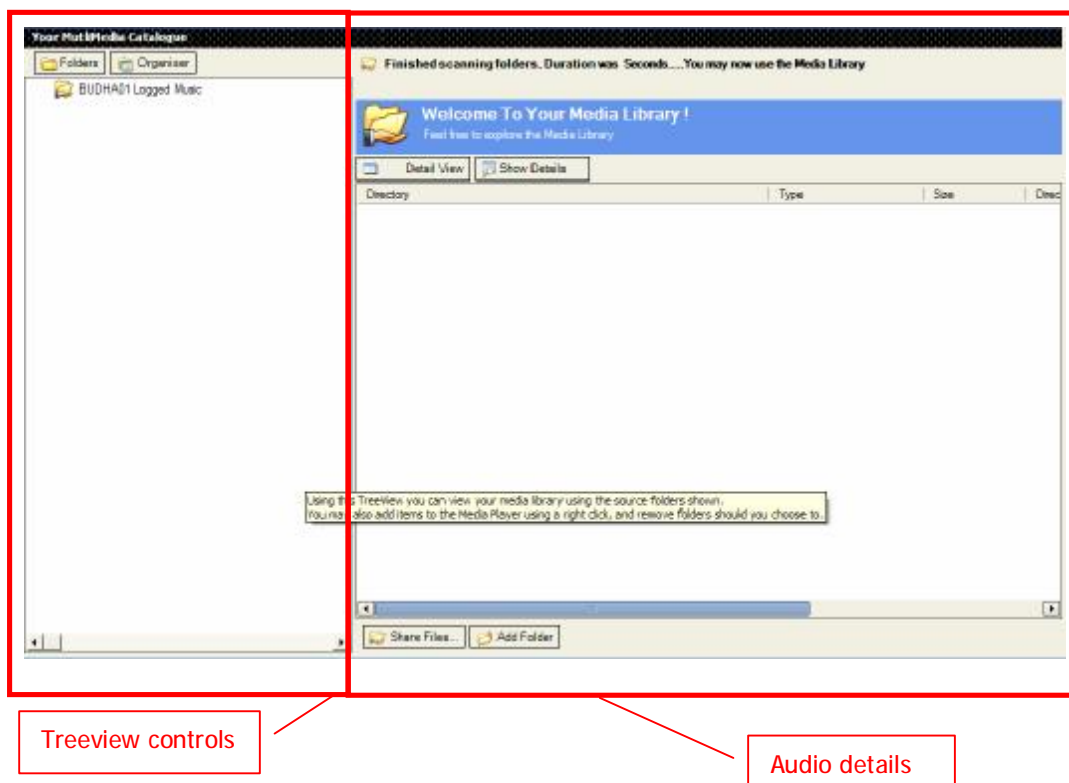 Your MutliMedia Catalogue
Folders Organiser
BUDHA01 Logged Music
Finished scanning folders. Duration was Seconds....You may now use the Media Library
Welcome To Your Media Library !
Feel free to explore the Media Library
Detail View Show Details
Directory Type Size Direc
Using this TreeView you can view your media library using the source folders shown.
You may also add items to the Media Player using a right click, and remove folders should you choose to.
Share Files... Add Folder
Treeview controls
Audio details